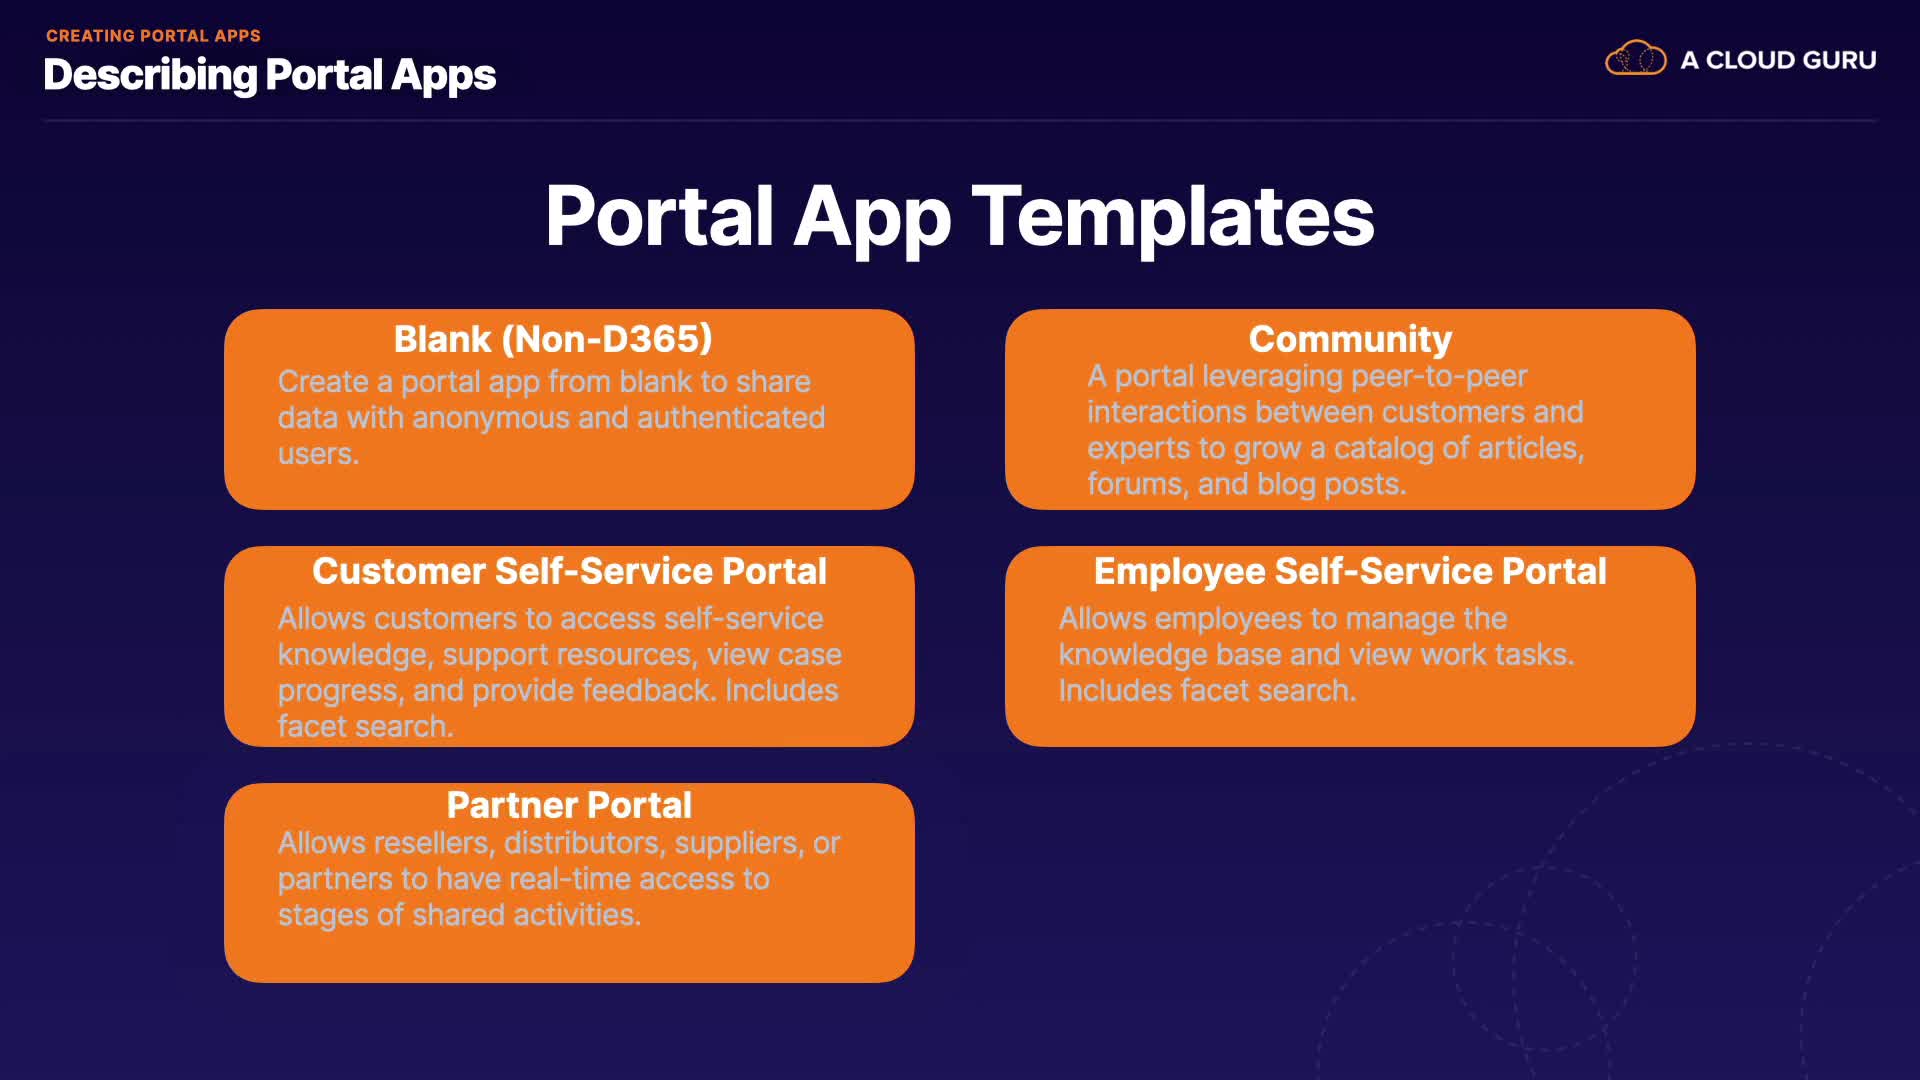 CREATING PORTAL APPS
Describing Portal Apps
A CLOUD GURU
Portal App Templates
Blank (Non-D365)
Create a portal app from blank to share
data with anonymous and authenticated
users.
Community
A portal leveraging peer-to-peer
interactions between customers and
experts to grow a catalog of articles,
forums, and blog posts.
Customer Self-Service Portal
Allows customers to access self-service
knowledge, support resources, view case
progress, and provide feedback. Includes
facet search.
Employee Self-Service Portal
Allows employees to manage the
knowledge base and view work tasks.
Includes facet search.
Partner Portal
Allows resellers, distributors, suppliers, or
partners to have real-time access to
stages of shared activities.